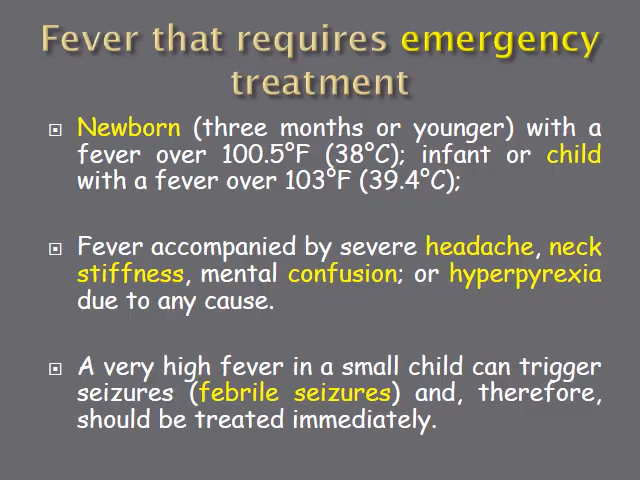 Fever that requires emergency
treatment
Newborn (three months or younger) with a
fever over 100.5°F (38°C); infant or child
with a fever over 103°F (39.4°C);
Fever accompanied by severe headache, neck
stiffness, mental confusion; or hyperpyrexia
due to any cause.
A very high fever in a small child can trigger
seizures (febrile seizures) and, therefore,
should be treated immediately.